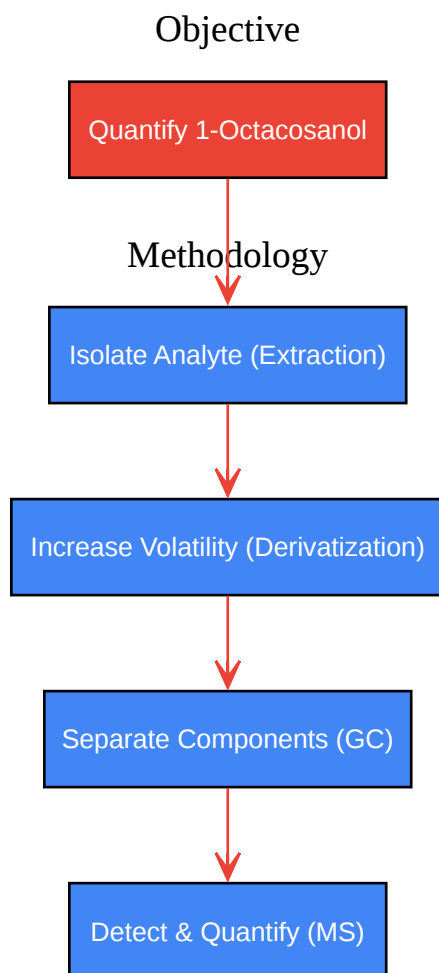 Objective
Quantify 1-Octacosanol
Methodology
Isolate Analyte (Extraction)
Increase Volatility (Derivatization)
Separate Components (GC)
Detect & Quantify (MS)